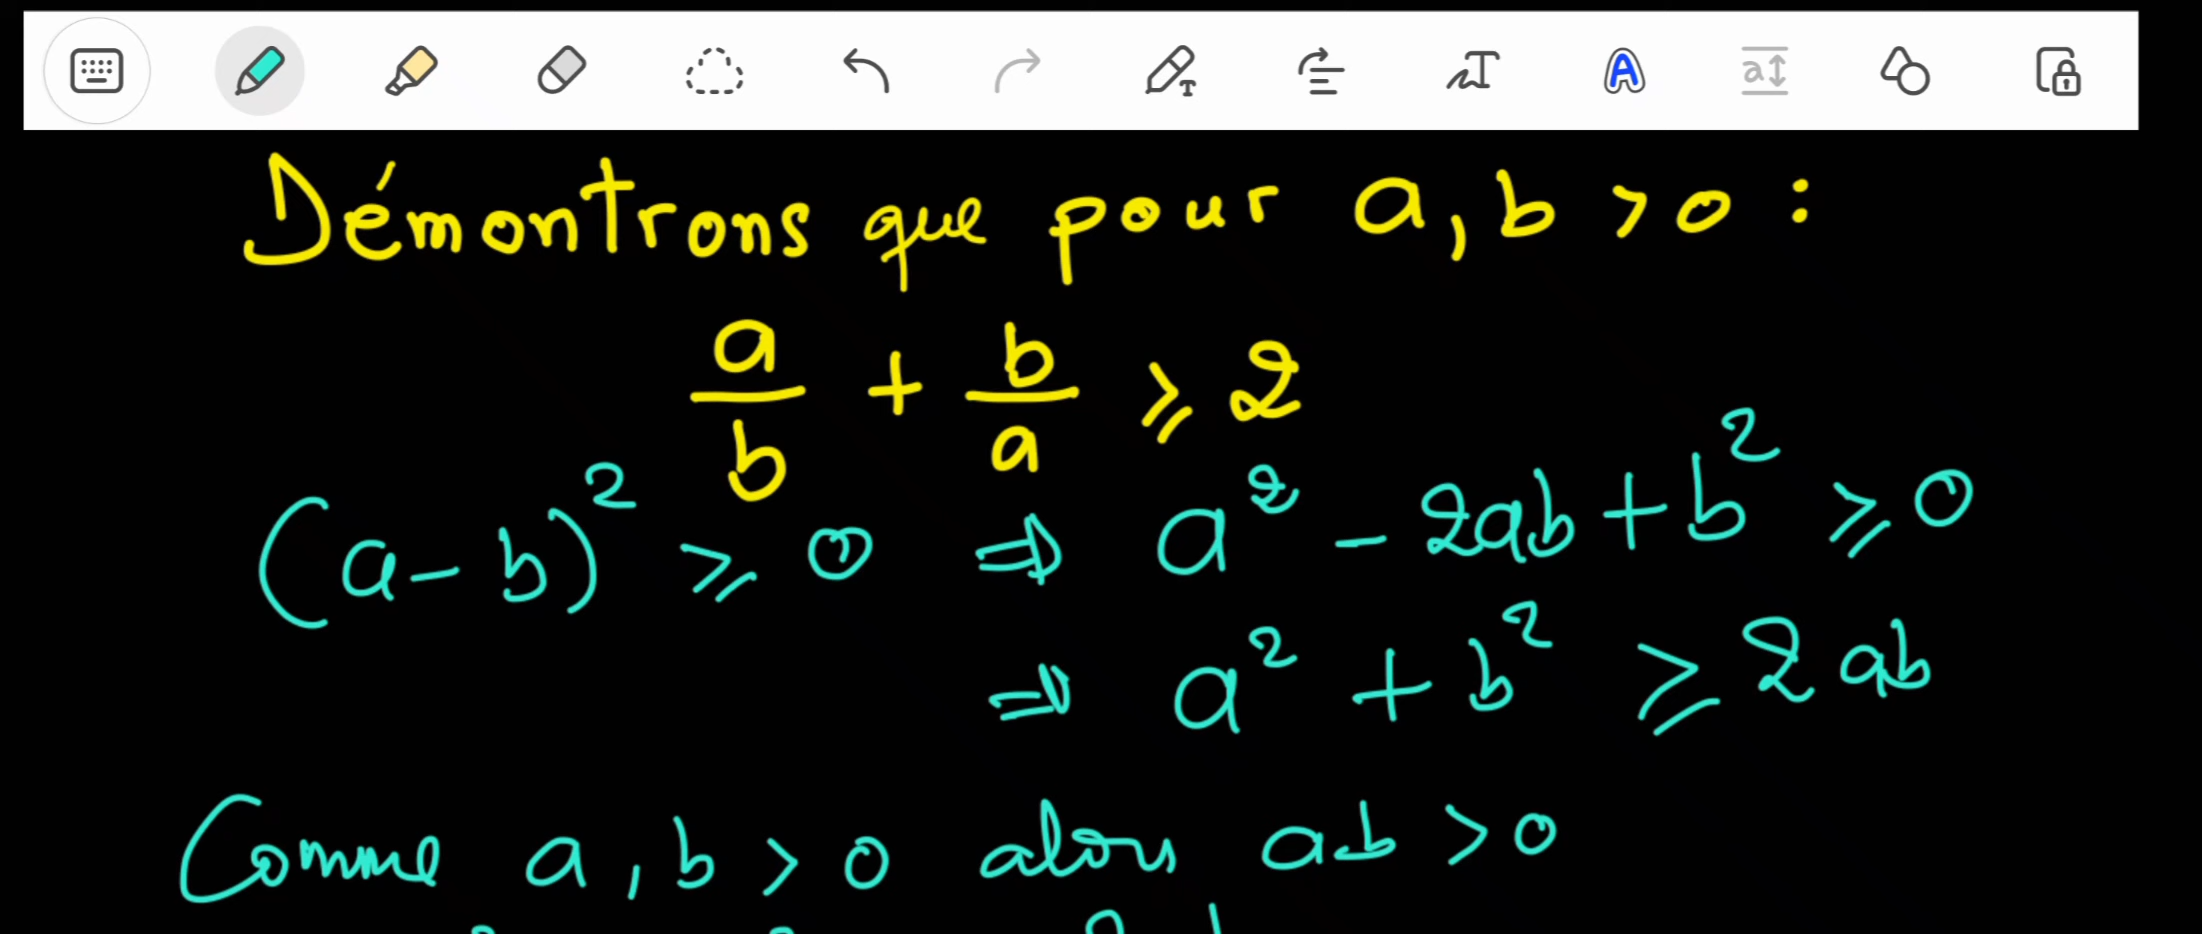 Démontrons que pour a, b > 0 :
a/b + b/a ⩾ 2
(a - b)² ⩾ 0 ⇒ a² - 2ab + b² ⩾ 0
⇒ a² + b² ⩾ 2ab
Comme a, b > 0 alors ab > 0